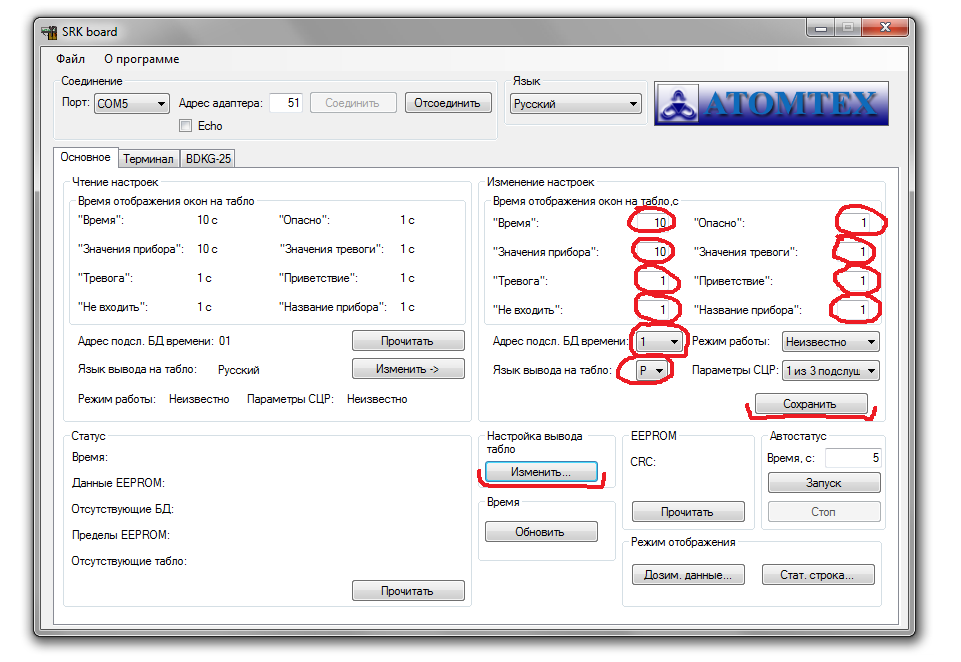 SRK board
Файл О программе
Соединение
Порт: COM5 Адрес адаптера: 51 Соединить Отсоединить
Echo
Язык
Русский
ATOMTEX
Основное Терминал BDKG-25
Чтение настроек
Время отображения окон на табло
"Время": 10 с "Опасно": 1 с
"Значения прибора": 10 с "Значения тревоги": 1 с
"Тревога": 1 с "Приветствие": 1 с
"Не входить": 1 с "Название прибора": 1 с
Адрес подсл. БД времени: 01 Прочитать
Язык вывода на табло: Русский Изменить ->
Режим работы: Неизвестно Параметры СЦР: Неизвестно
Изменение настроек
Время отображения окон на табло,с
"Время": 10 "Опасно": 1
"Значения прибора": 10 "Значения тревоги": 1
"Тревога": 1 "Приветствие": 1
"Не входить": 1 "Название прибора": 1
Адрес подсл. БД времени: 1 Режим работы: Неизвестно
Язык вывода на табло: Р Параметры СЦР: 1 из 3 подслуш
Сохранить
Статус
Время:
Данные EEPROM:
Отсутствующие БД:
Пределы EEPROM:
Отсутствующие табло:
Прочитать
Настройка вывода
табло
Изменить...
Время
Обновить
EEPROM
CRC:
Прочитать
Автостатус
Время, с: 5
Запуск
Стоп
Режим отображения
Дозим. данные... Стат. строка...